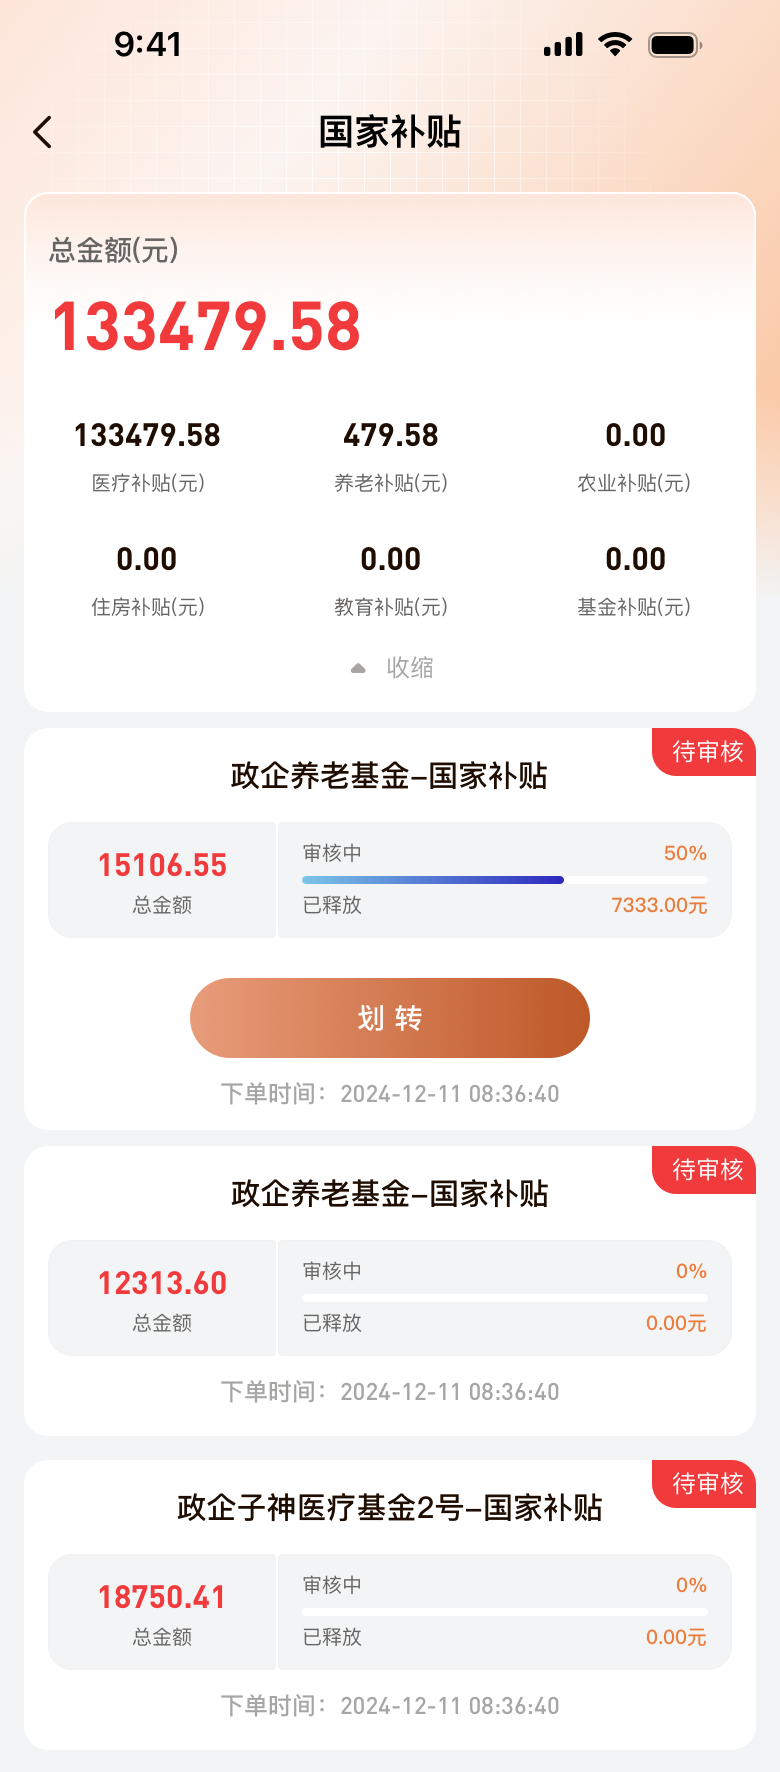 9:41
国家补贴
总金额(元)
133479.58
133479.58 479.58 0.00
医疗补贴(元) 养老补贴(元) 农业补贴(元)
0.00 0.00 0.00
住房补贴(元) 教育补贴(元) 基金补贴(元)
收缩
待审核
政企养老基金-国家补贴
15106.55
总金额
审核中 50%
已释放 7333.00元
划 转
下单时间：2024-12-11 08:36:40
待审核
政企养老基金-国家补贴
12313.60
总金额
审核中 0%
已释放 0.00元
下单时间：2024-12-11 08:36:40
待审核
政企子神医疗基金2号-国家补贴
18750.41
总金额
审核中 0%
已释放 0.00元
下单时间：2024-12-11 08:36:40